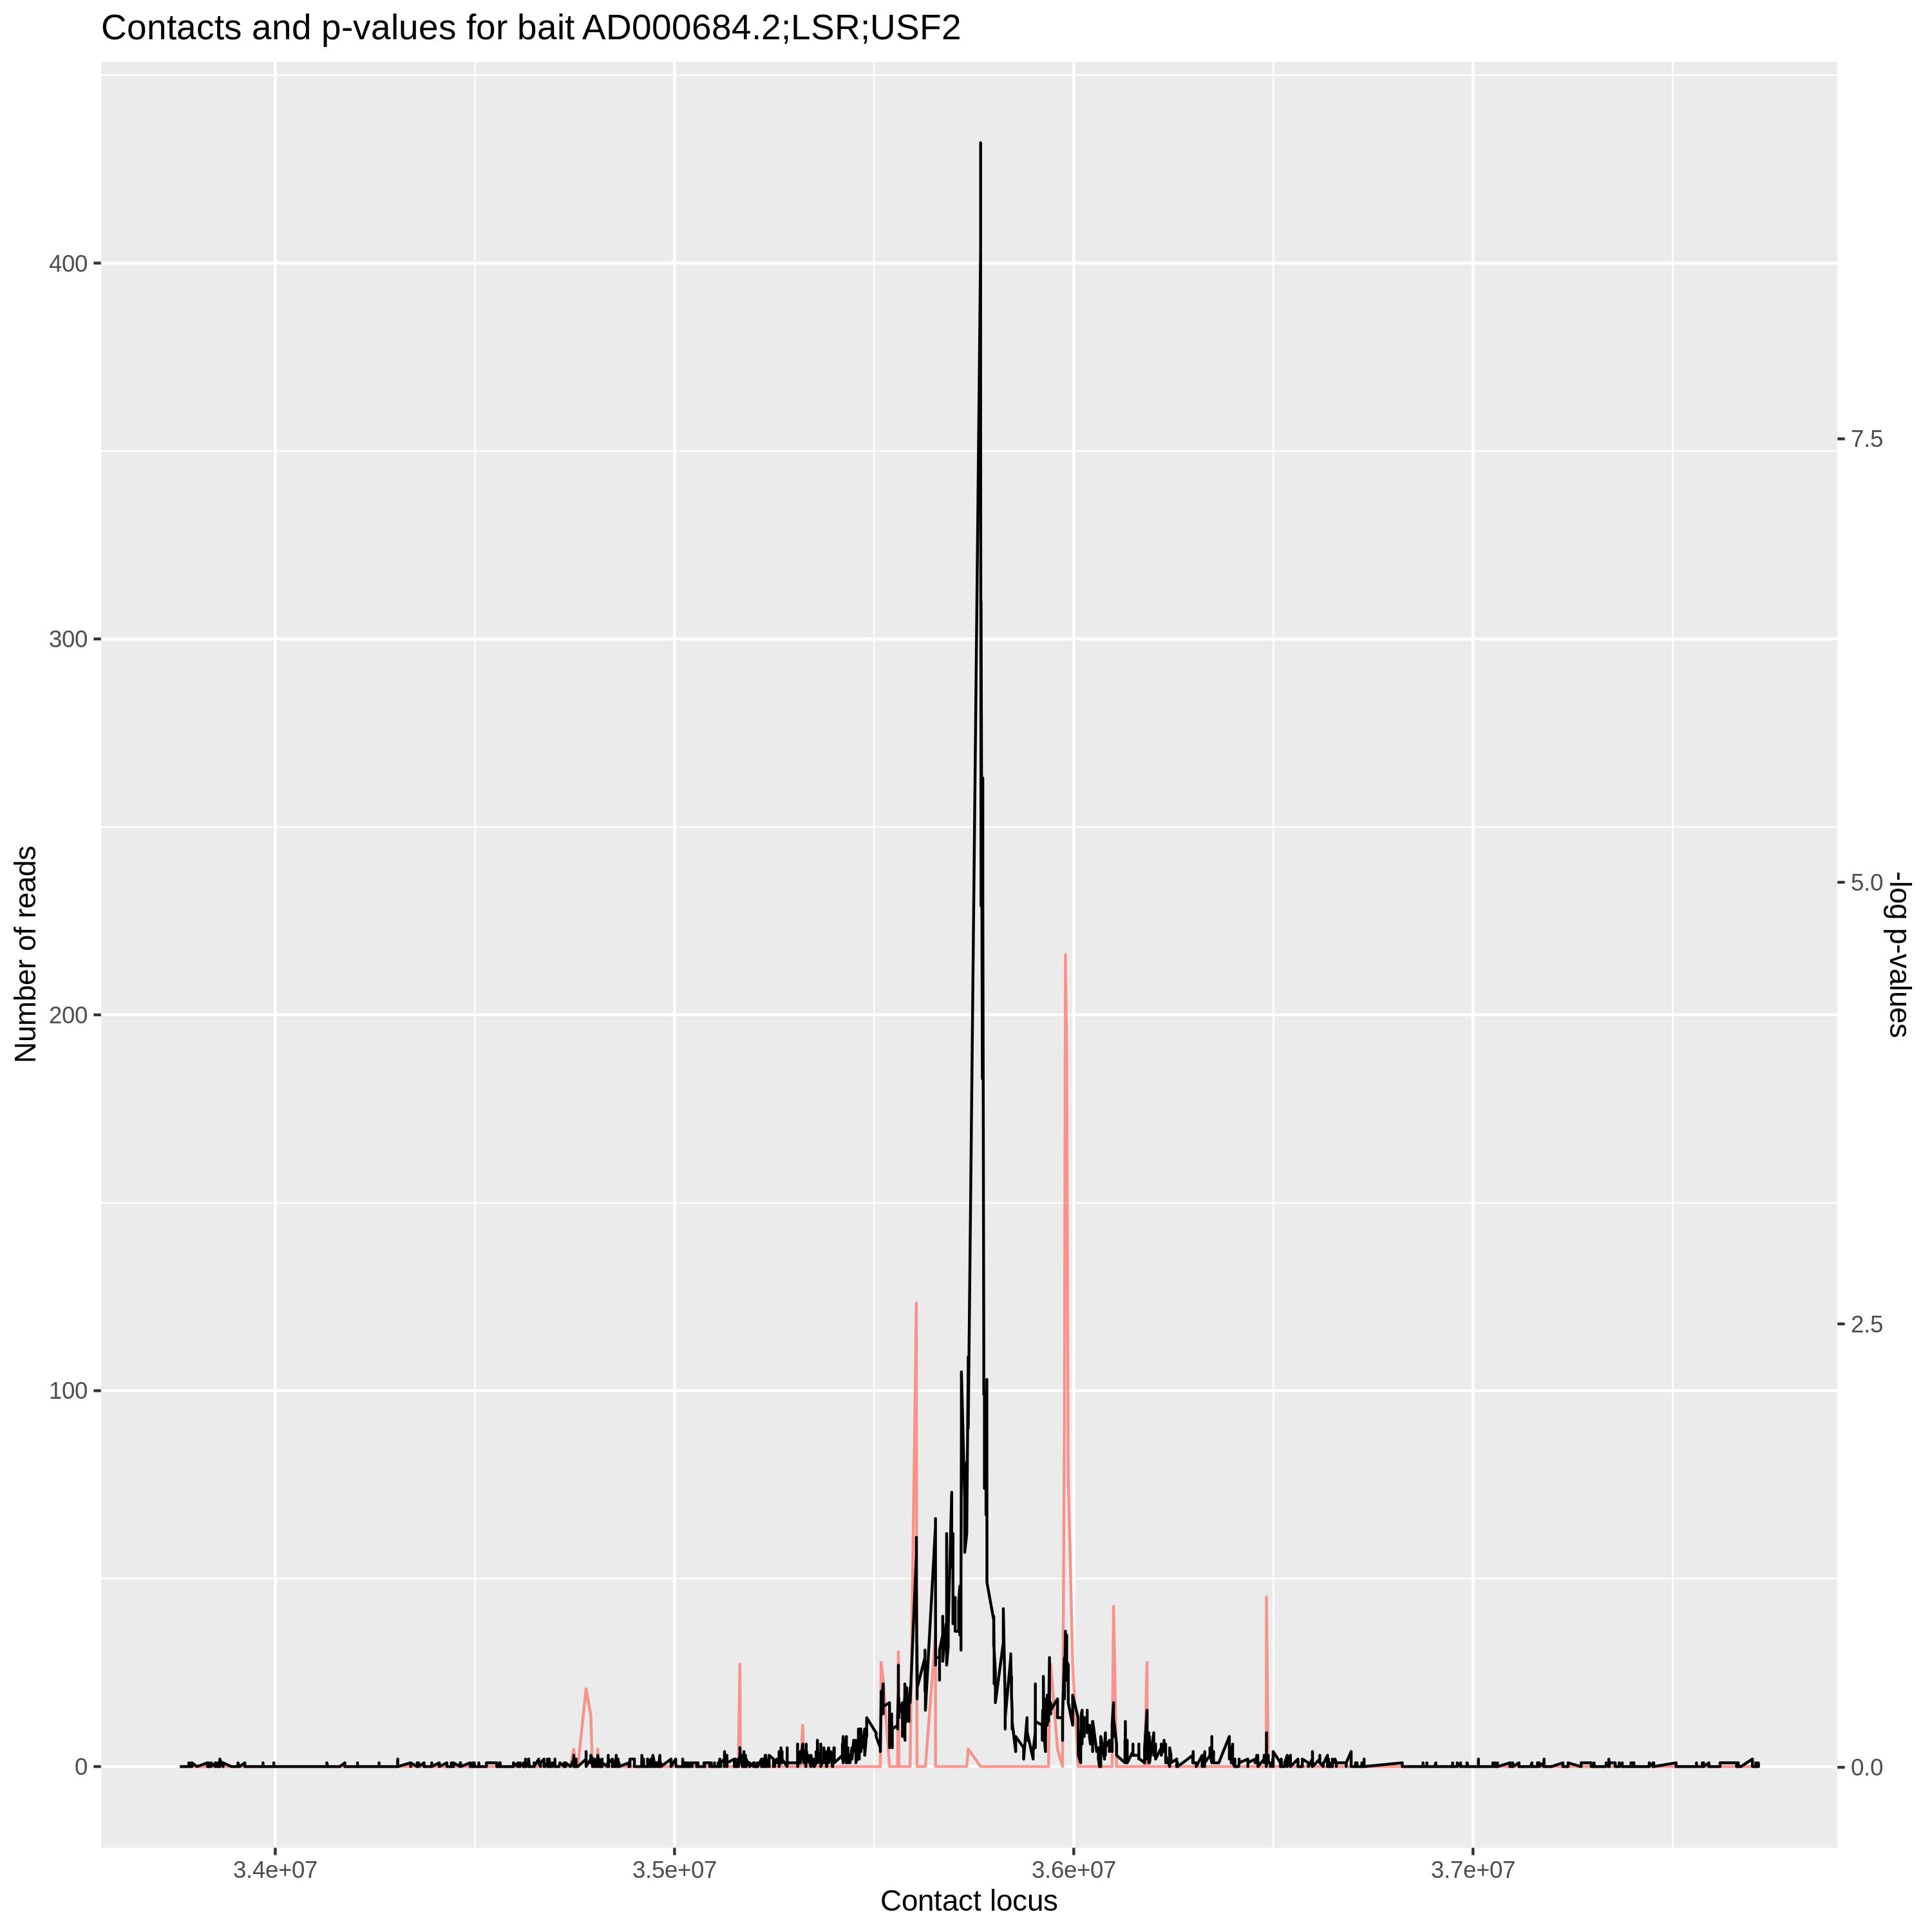 Contacts and p-values for bait AD000684.2;LSR;USF2
400
300
200
100
0
Number of reads
7.5
5.0
2.5
0.0
-log p-values
3.4e+07
3.5e+07
3.6e+07
3.7e+07
Contact locus